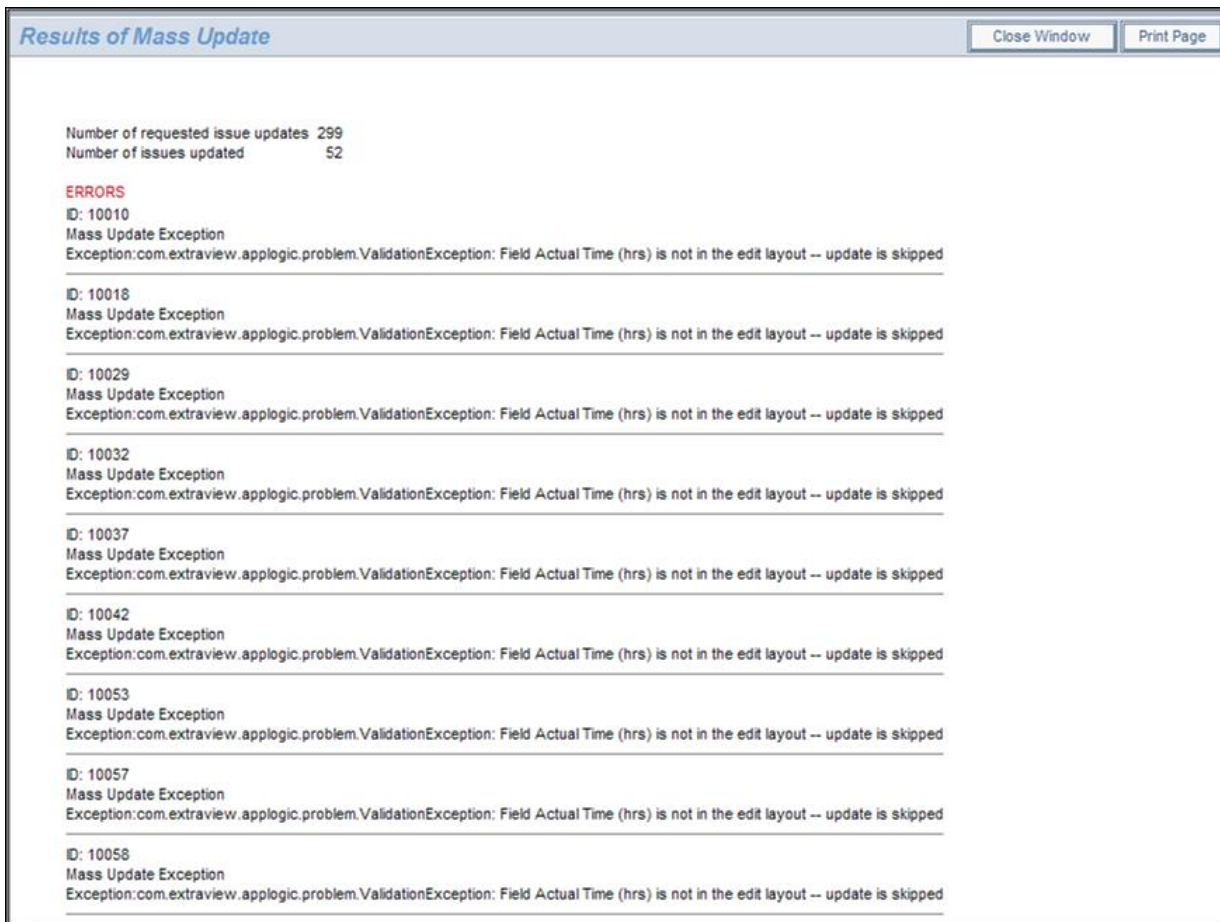 Results of Mass Update
Close Window
Print Page
Number of requested issue updates 299
Number of issues updated 52
ERRORS
ID: 10010
Mass Update Exception
Exception:com.extraview.applogic.problem.ValidationException: Field Actual Time (hrs) is not in the edit layout -- update is skipped
ID: 10018
Mass Update Exception
Exception:com.extraview.applogic.problem.ValidationException: Field Actual Time (hrs) is not in the edit layout -- update is skipped
ID: 10029
Mass Update Exception
Exception:com.extraview.applogic.problem.ValidationException: Field Actual Time (hrs) is not in the edit layout -- update is skipped
ID: 10032
Mass Update Exception
Exception:com.extraview.applogic.problem.ValidationException: Field Actual Time (hrs) is not in the edit layout -- update is skipped
ID: 10037
Mass Update Exception
Exception:com.extraview.applogic.problem.ValidationException: Field Actual Time (hrs) is not in the edit layout -- update is skipped
ID: 10042
Mass Update Exception
Exception:com.extraview.applogic.problem.ValidationException: Field Actual Time (hrs) is not in the edit layout -- update is skipped
ID: 10053
Mass Update Exception
Exception:com.extraview.applogic.problem.ValidationException: Field Actual Time (hrs) is not in the edit layout -- update is skipped
ID: 10057
Mass Update Exception
Exception:com.extraview.applogic.problem.ValidationException: Field Actual Time (hrs) is not in the edit layout -- update is skipped
ID: 10058
Mass Update Exception
Exception:com.extraview.applogic.problem.ValidationException: Field Actual Time (hrs) is not in the edit layout -- update is skipped